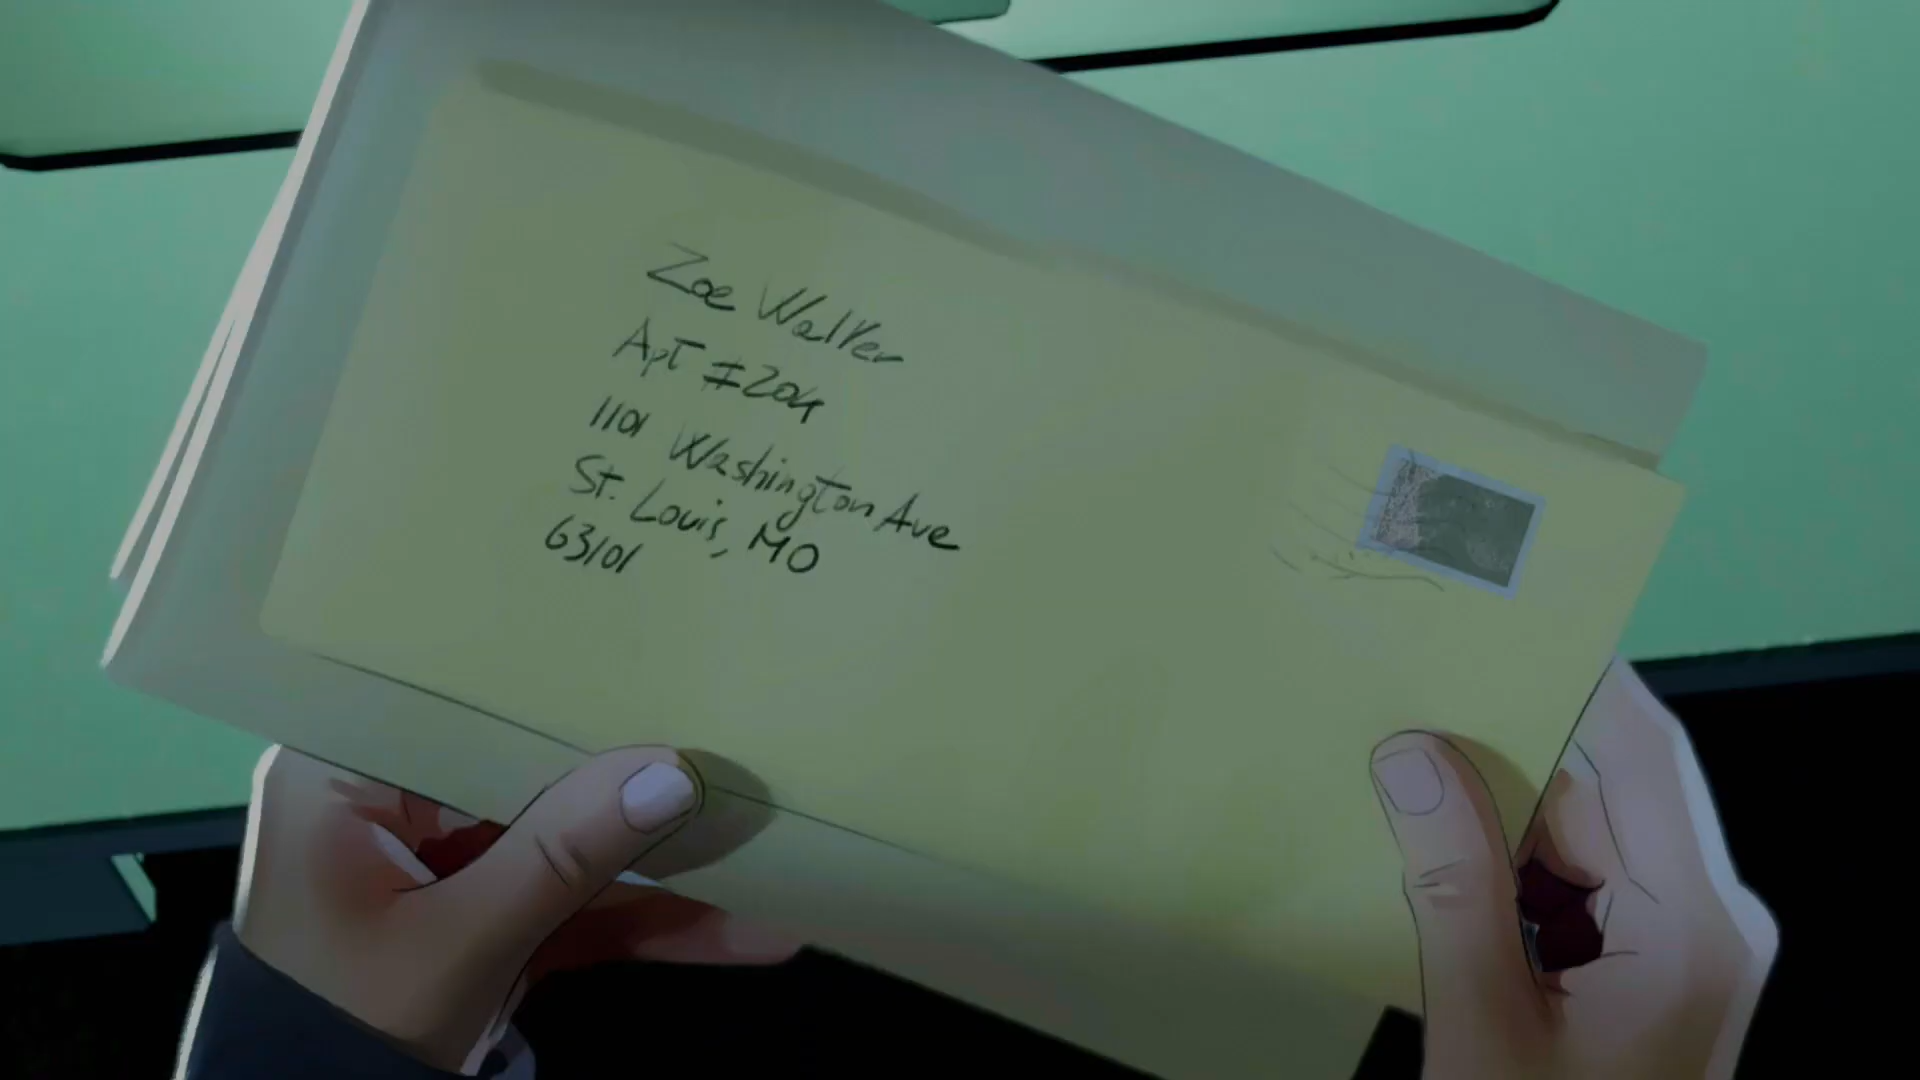 Zoe Walker
Apt #204
1101 Washington Ave
St. Louis, MO
63101